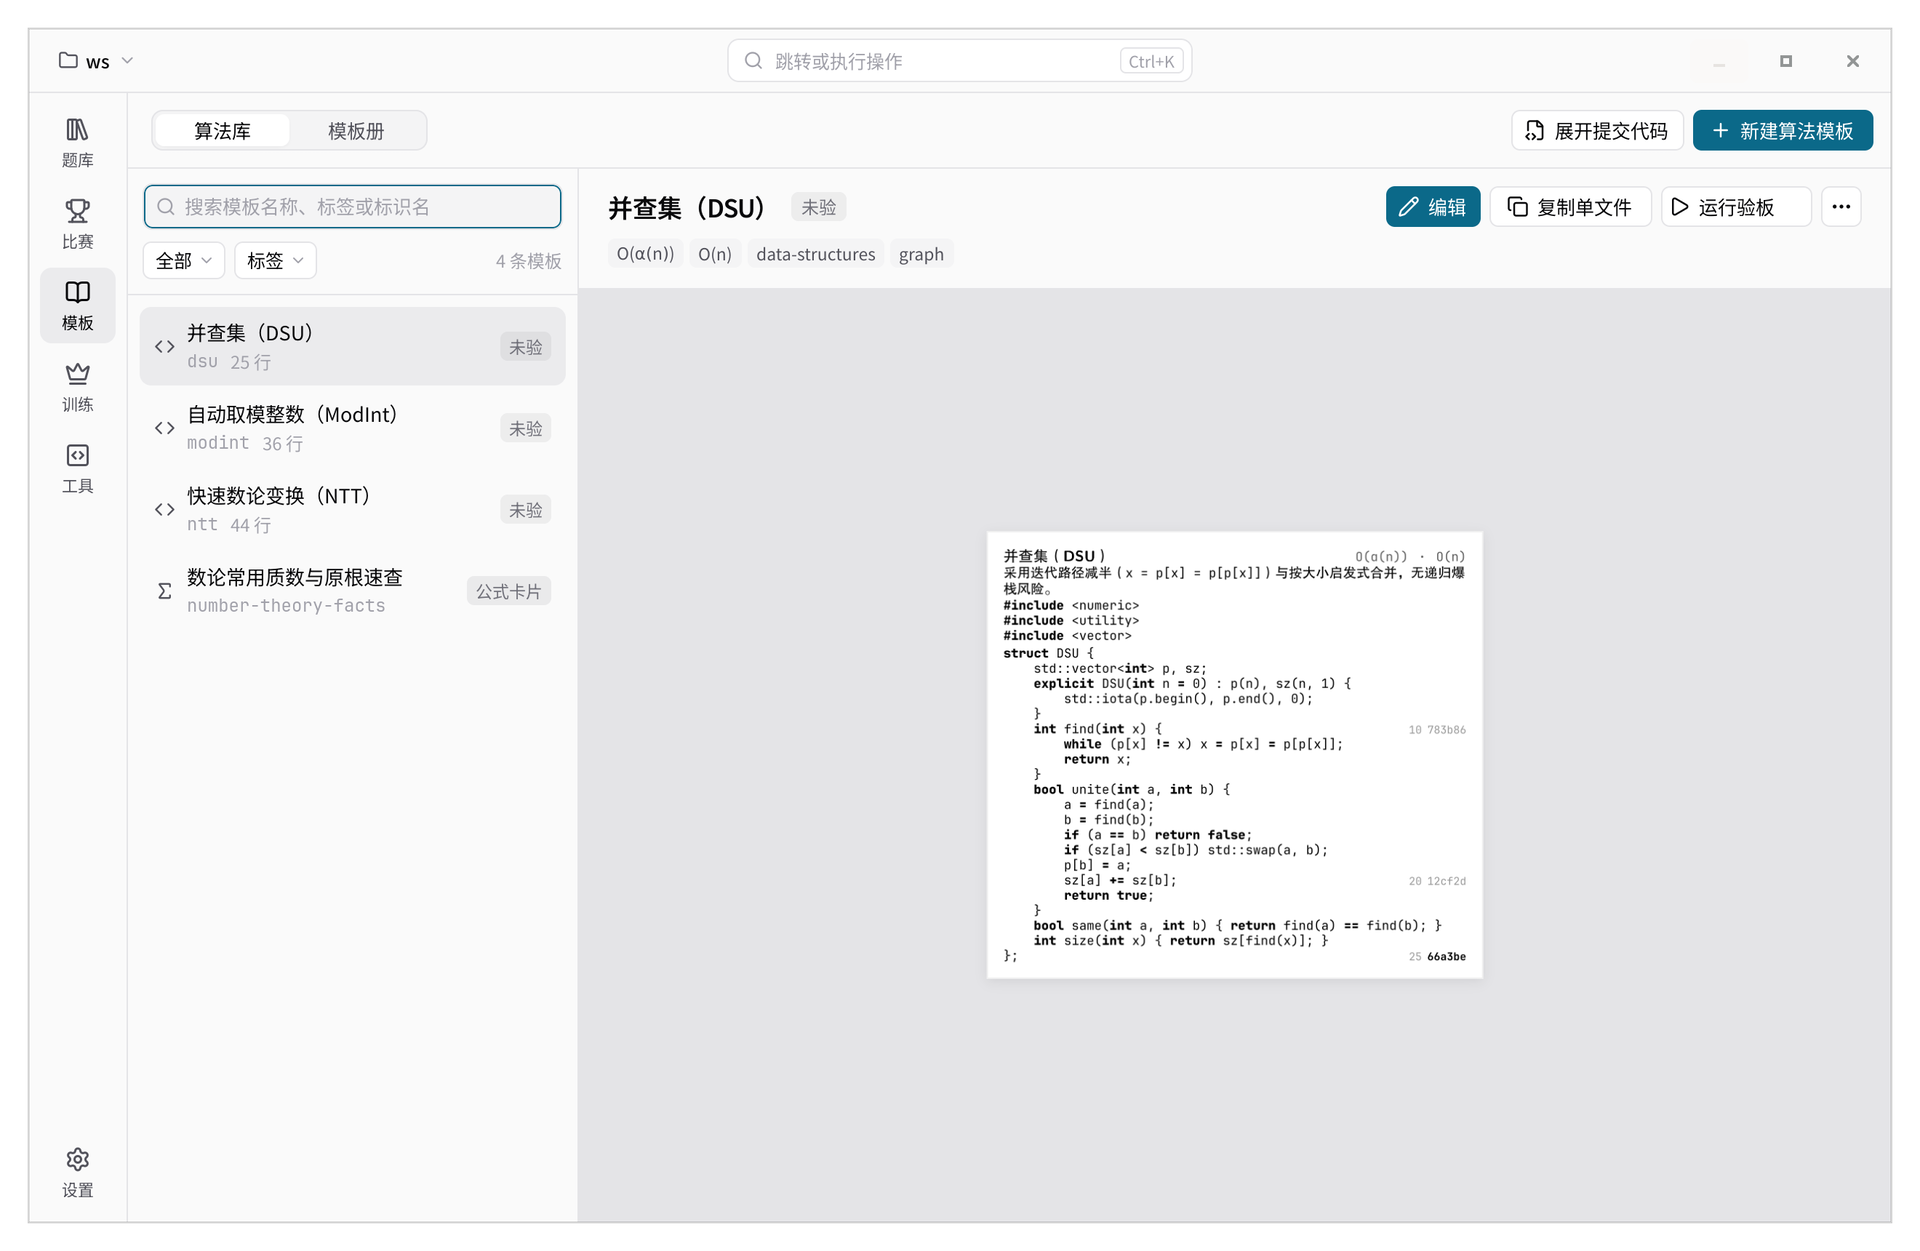 ws
跳转或执行操作
Ctrl+K
题库
比赛
模板
训练
工具
设置
算法库
模板册
展开提交代码
新建算法模板
搜索模板名称、标签或标识名
全部
标签
4 条模板
并查集（DSU）
dsu 25 行
未验
自动取模整数（ModInt）
modint 36 行
未验
快速数论变换（NTT）
ntt 44 行
未验
数论常用质数与原根速查
number-theory-facts
公式卡片
并查集（DSU）
未验
编辑
复制单文件
运行验板
O(α(n))
O(n)
data-structures
graph
并查集（DSU） O(α(n)) · O(n)
采用迭代路径减半（x = p[x] = p[p[x]]）与按大小启发式合并，无递归爆
栈风险。
#include <numeric>
#include <utility>
#include <vector>
struct DSU {
    std::vector<int> p, sz;
    explicit DSU(int n = 0) : p(n), sz(n, 1) {
        std::iota(p.begin(), p.end(), 0);
    }
    int find(int x) { 10 783b86
        while (p[x] != x) x = p[x] = p[p[x]];
        return x;
    }
    bool unite(int a, int b) {
        a = find(a);
        b = find(b);
        if (a == b) return false;
        if (sz[a] < sz[b]) std::swap(a, b);
        p[b] = a;
        sz[a] += sz[b]; 20 12cf2d
        return true;
    }
    bool same(int a, int b) { return find(a) == find(b); }
    int size(int x) { return sz[find(x)]; }
}; 25 66a3be